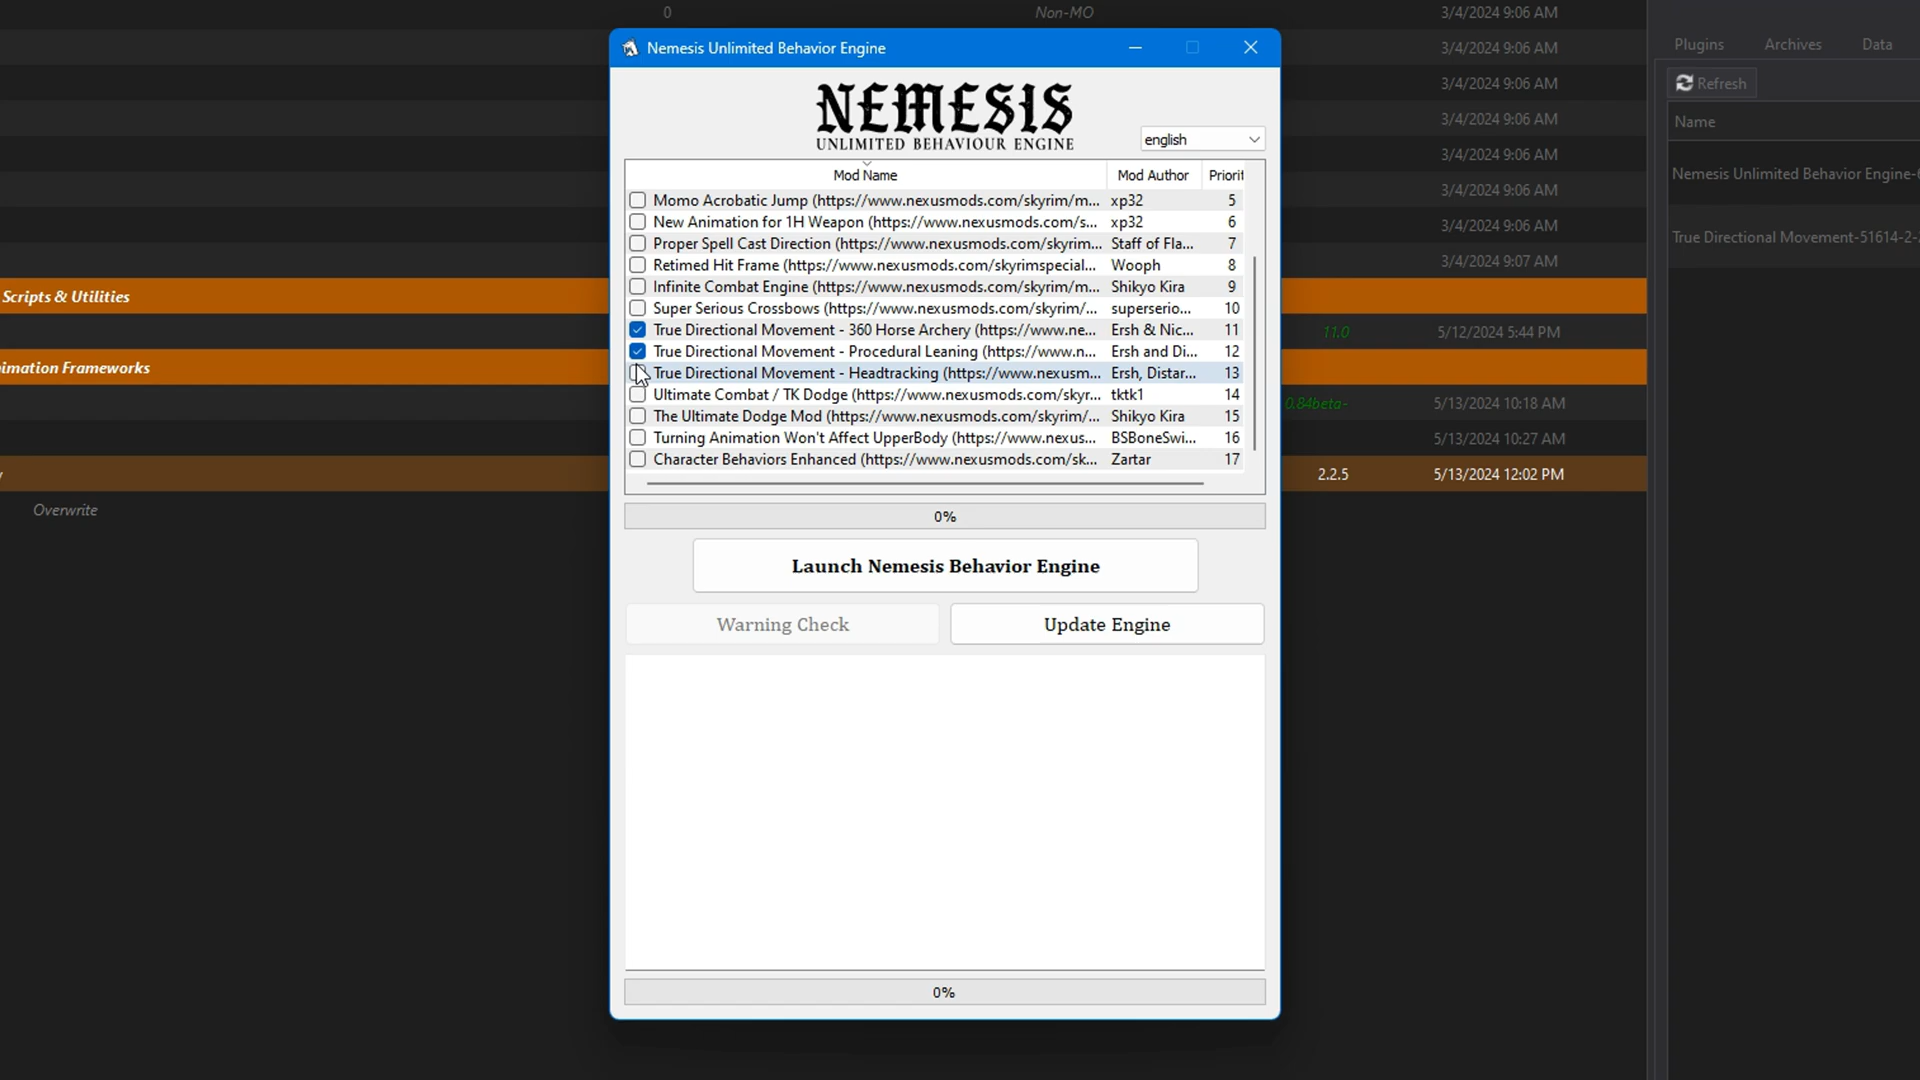 0 Non-MO 3/4/2024 9:06 AM
3/4/2024 9:06 AM
3/4/2024 9:06 AM
3/4/2024 9:06 AM
3/4/2024 9:06 AM
3/4/2024 9:06 AM
3/4/2024 9:06 AM
3/4/2024 9:07 AM
Scripts & Utilities
11.0 5/12/2024 5:44 PM
imation Frameworks
0.84beta- 5/13/2024 10:18 AM
5/13/2024 10:27 AM
2.2.5 5/13/2024 12:02 PM
Overwrite
Nemesis Unlimited Behavior Engine
NEMESIS
UNLIMITED BEHAVIOUR ENGINE
english
Mod Name Mod Author Priorit
Momo Acrobatic Jump (https://www.nexusmods.com/skyrim/m... xp32 5
New Animation for 1H Weapon (https://www.nexusmods.com/s... xp32 6
Proper Spell Cast Direction (https://www.nexusmods.com/skyrim... Staff of Fla... 7
Retimed Hit Frame (https://www.nexusmods.com/skyrimspecial... Wooph 8
Infinite Combat Engine (https://www.nexusmods.com/skyrim/m... Shikyo Kira 9
Super Serious Crossbows (https://www.nexusmods.com/skyrim/... superserio... 10
True Directional Movement - 360 Horse Archery (https://www.ne... Ersh & Nic... 11
True Directional Movement - Procedural Leaning (https://www.n... Ersh and Di... 12
True Directional Movement - Headtracking (https://www.nexusm... Ersh, Distar... 13
Ultimate Combat / TK Dodge (https://www.nexusmods.com/skyr... tktk1 14
The Ultimate Dodge Mod (https://www.nexusmods.com/skyrim/... Shikyo Kira 15
Turning Animation Won't Affect UpperBody (https://www.nexus... BSBoneSwi... 16
Character Behaviors Enhanced (https://www.nexusmods.com/sk... Zartar 17
0%
Launch Nemesis Behavior Engine
Warning Check Update Engine
0%
Plugins Archives Data
Refresh
Name
Nemesis Unlimited Behavior Engine-
True Directional Movement-51614-2-